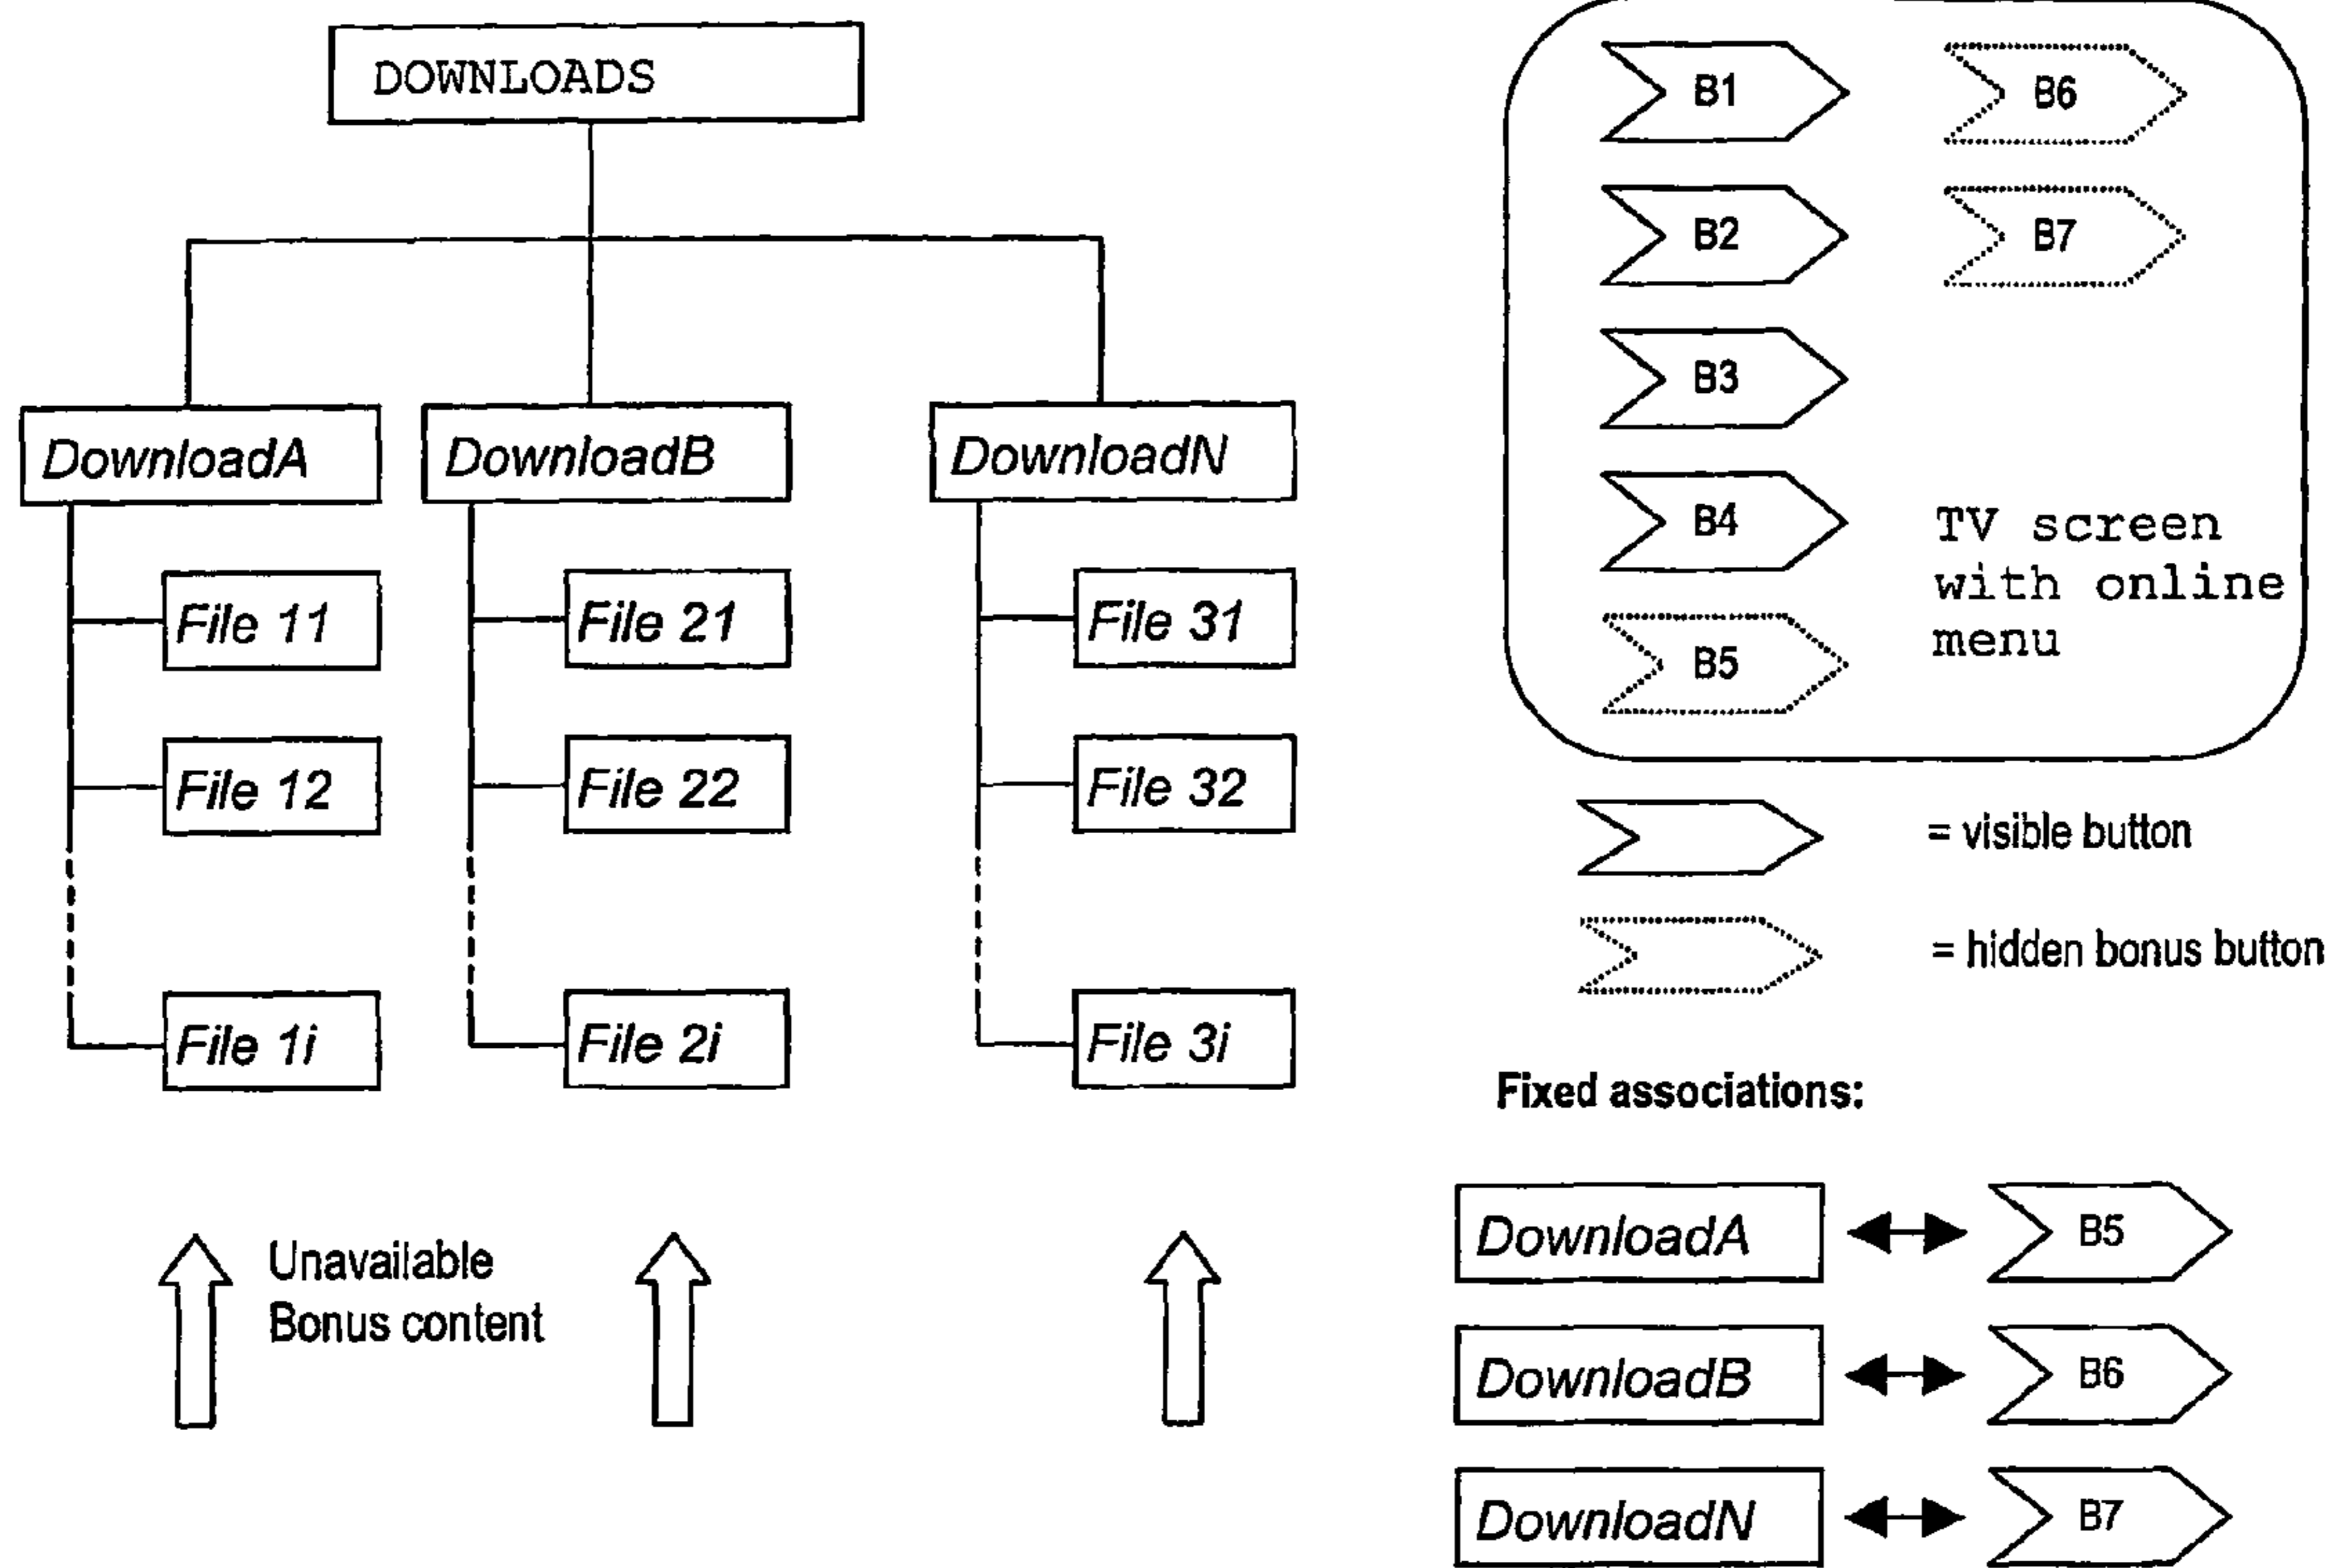 DOWNLOADS
DownloadA
DownloadB
DownloadN
File 11
File 21
File 31
File 12
File 22
File 32
File 1i
File 2i
File 3i
Unavailable
Bonus content
B1
B6
B2
B7
B3
B4
B5
TV screen
with online
menu
= visible button
= hidden bonus button
Fixed associations:
DownloadA
B5
DownloadB
B6
DownloadN
B7